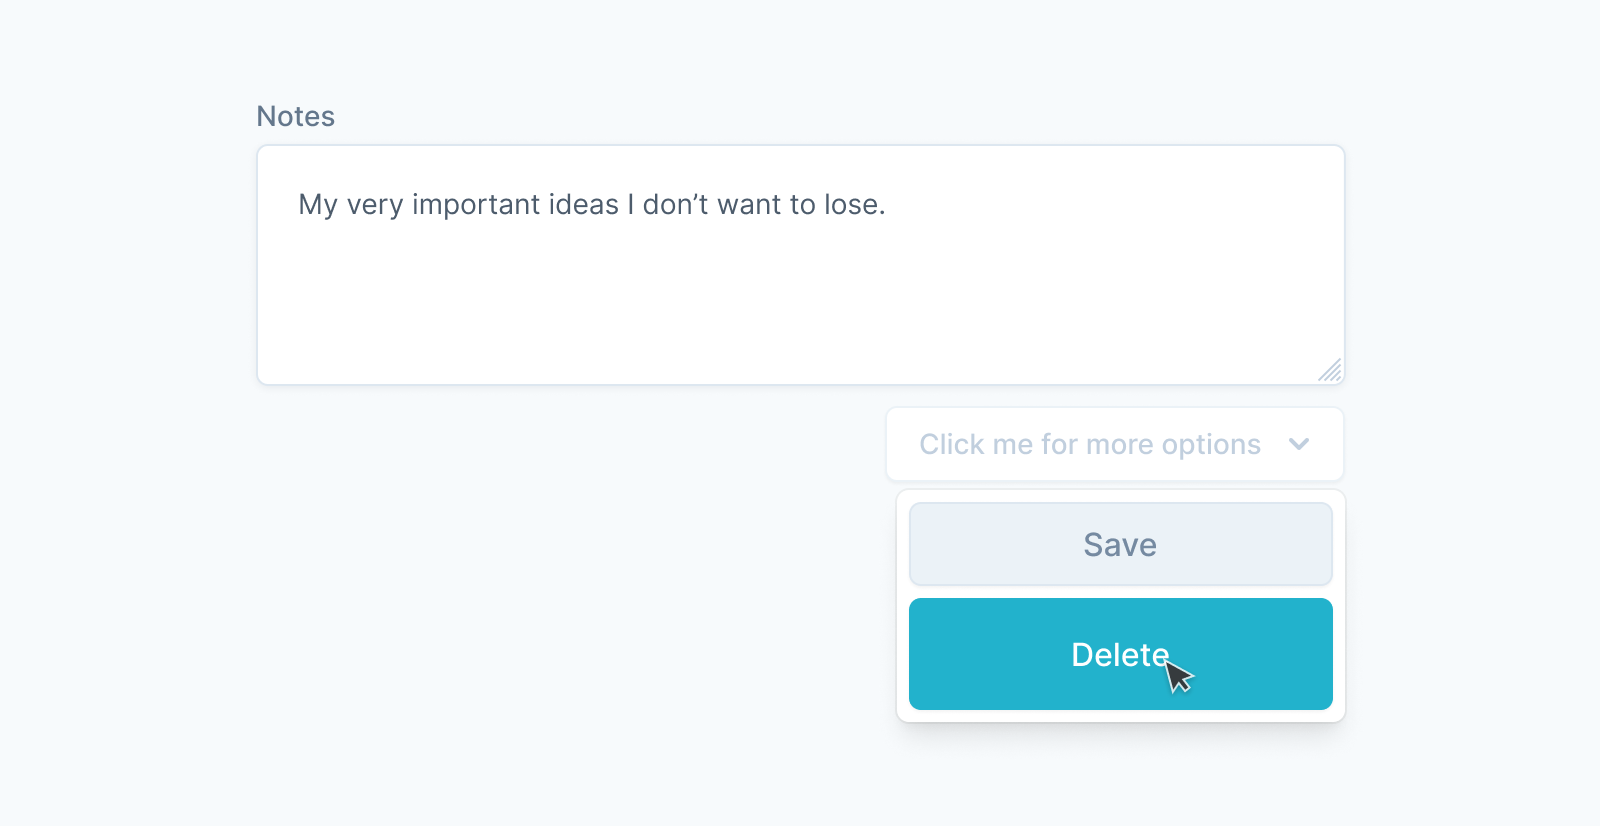 Notes
My very important ideas I don’t want to lose.
Click me for more options
Save
Delete